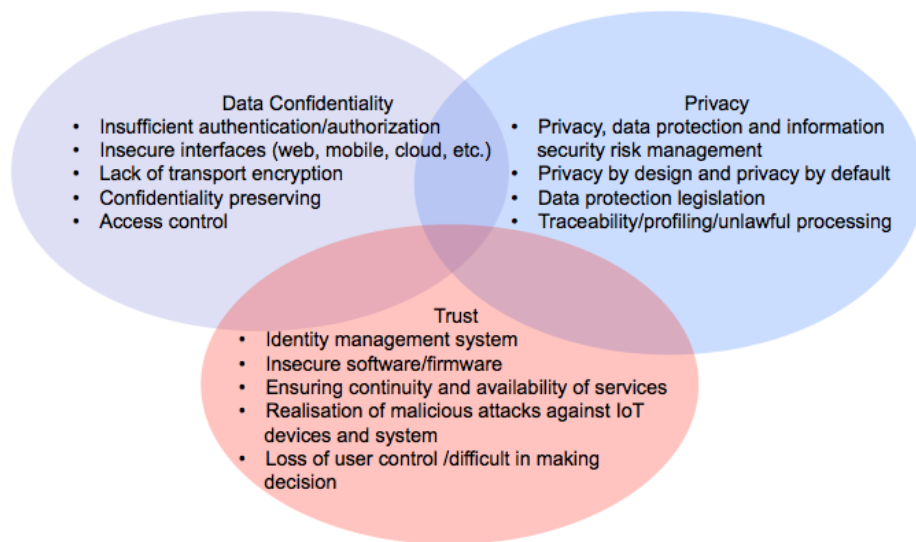 Data Confidentiality
• Insufficient authentication/authorization
• Insecure interfaces (web, mobile, cloud, etc.)
• Lack of transport encryption
• Confidentiality preserving
• Access control
Privacy
• Privacy, data protection and information
security risk management
• Privacy by design and privacy by default
• Data protection legislation
• Traceability/profiling/unlawful processing
Trust
• Identity management system
• Insecure software/firmware
• Ensuring continuity and availability of services
• Realisation of malicious attacks against IoT
devices and system
• Loss of user control /difficult in making
decision